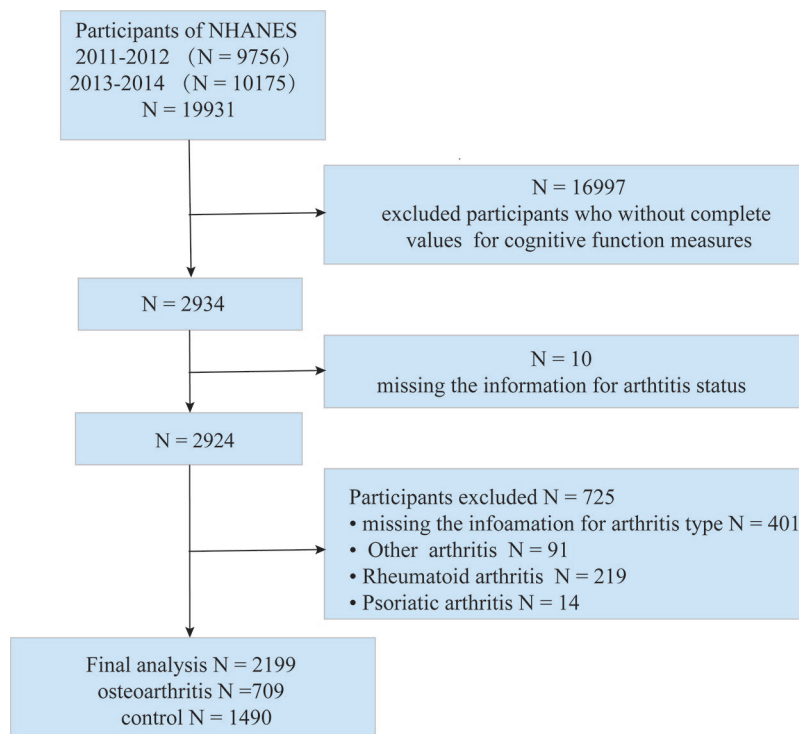 Participants of NHANES
2011-2012 （N = 9756）
2013-2014 （N = 10175）
N = 19931
N = 16997
excluded participants who without complete
values for cognitive function measures
N = 2934
N = 10
missing the information for arthtitis status
N = 2924
Participants excluded N = 725
• missing the infoamation for arthritis type N = 401
• Other arthritis N = 91
• Rheumatoid arthritis N = 219
• Psoriatic arthritis N = 14
Final analysis N = 2199
osteoarthritis N =709
control N = 1490